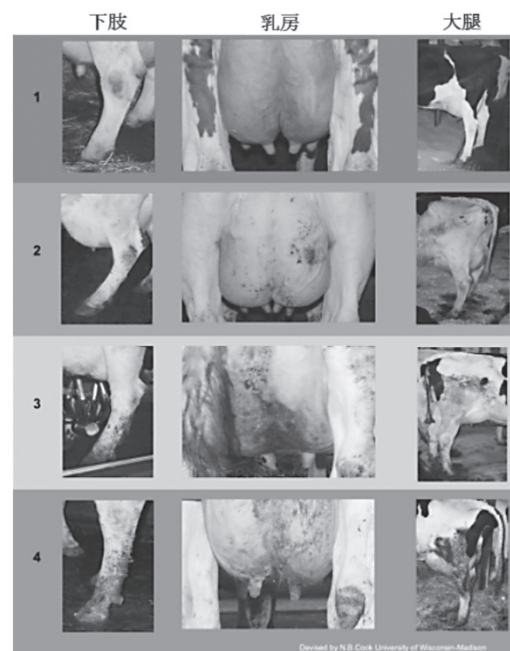 下肢 乳房 大腿
1
2
3
4
Devised by N.B Cook University of Wisconsin-Madison